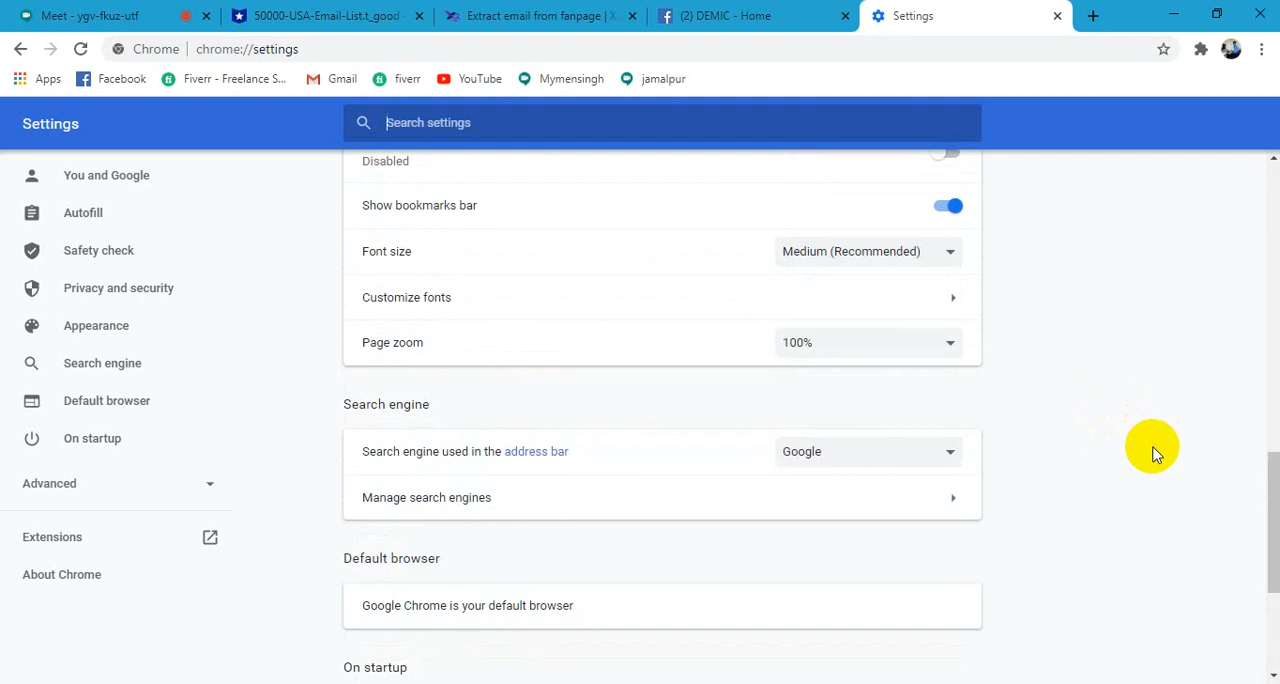 Meet - ygv-fkuz-utf
50000-USA-Email-List.t_good
Extract email from fanpage |
(2) DEMIC - Home
Settings
Chrome
chrome://settings
Apps
Facebook
Fiverr - Freelance S...
Gmail
fiverr
YouTube
Mymensingh
jamalpur
Settings
Search settings
You and Google
Autofill
Safety check
Privacy and security
Appearance
Search engine
Default browser
On startup
Advanced
Extensions
About Chrome
Disabled
Show bookmarks bar
Font size
Medium (Recommended)
Customize fonts
Page zoom
100%
Search engine
Search engine used in the address bar
Google
Manage search engines
Default browser
Google Chrome is your default browser
On startup